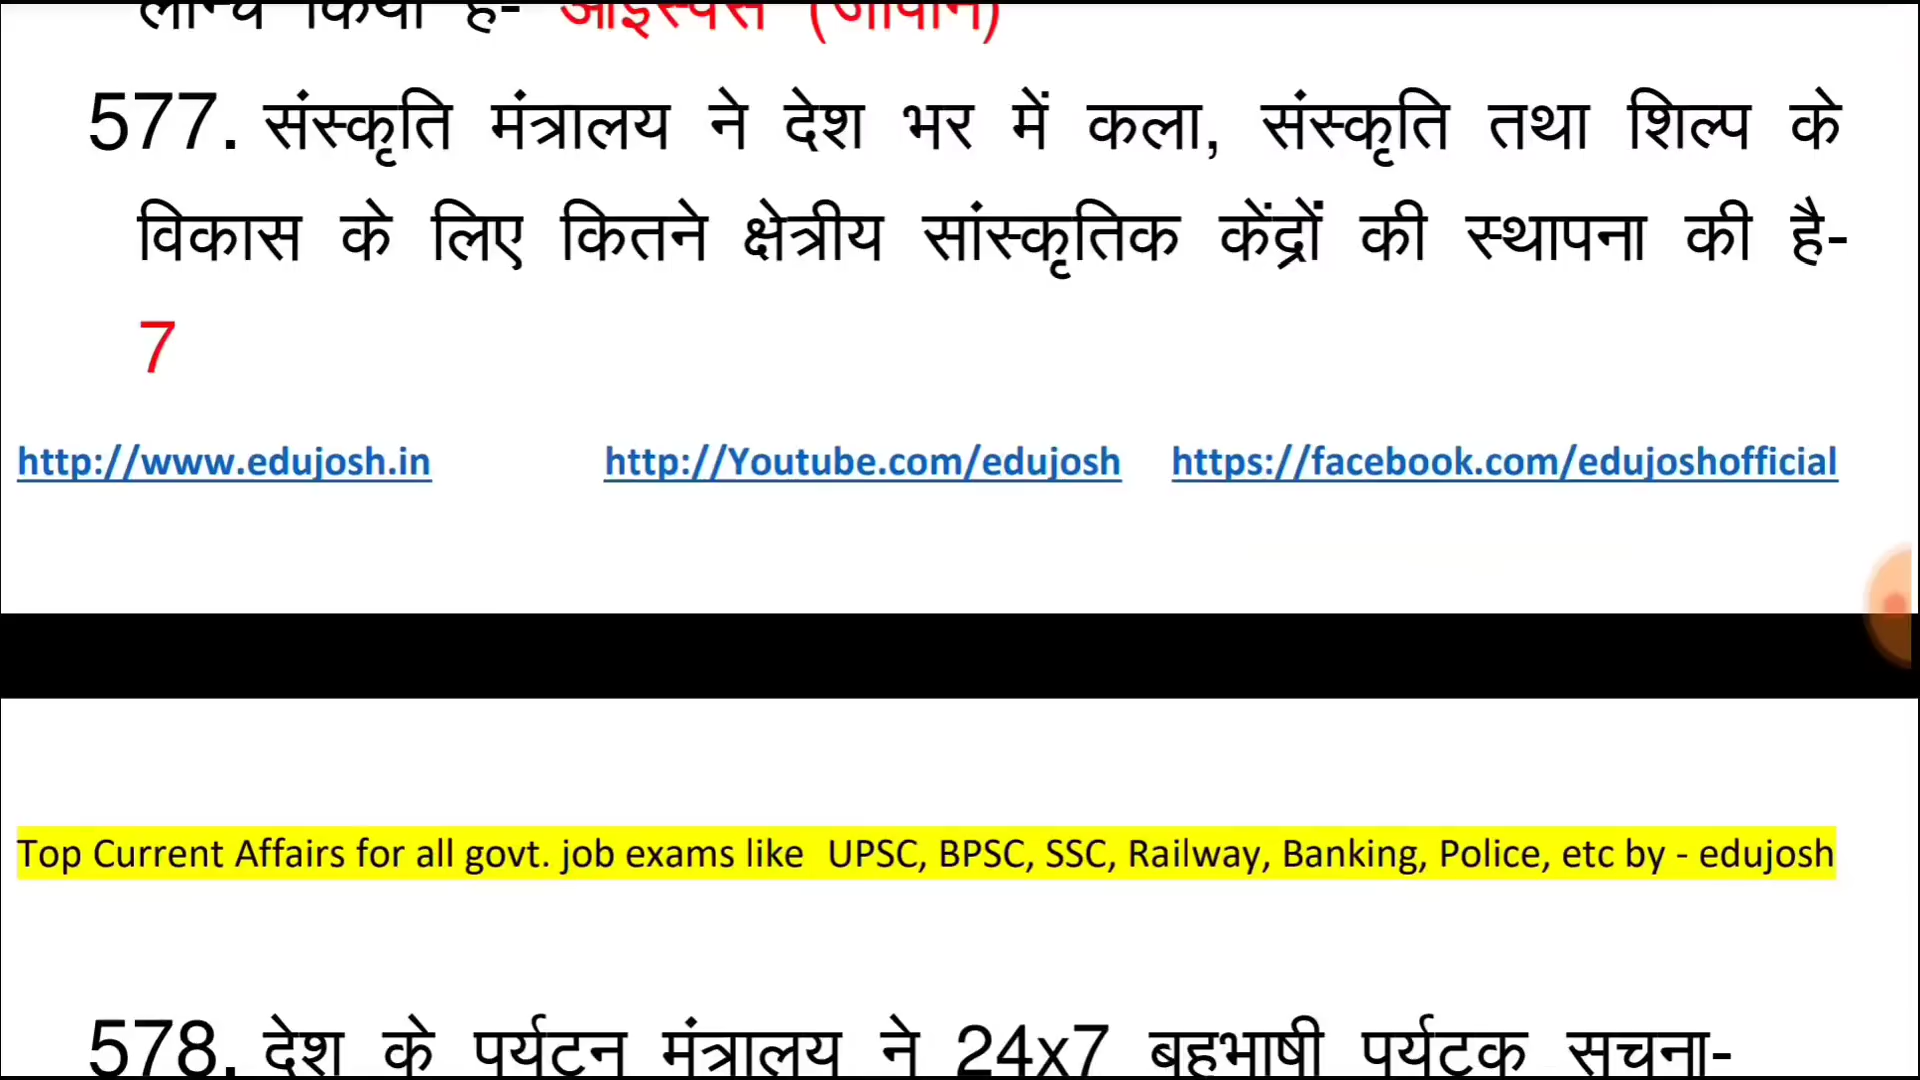 लॉन्च किया है- आइस्पेस (जापान)
577. संस्कृति मंत्रालय ने देश भर में कला, संस्कृति तथा शिल्प के
विकास के लिए कितने क्षेत्रीय सांस्कृतिक केंद्रों की स्थापना की है-
7
http://www.edujosh.in http://Youtube.com/edujosh https://facebook.com/edujoshofficial
Top Current Affairs for all govt. job exams like UPSC, BPSC, SSC, Railway, Banking, Police, etc by - edujosh
578. देश के पर्यटन मंत्रालय ने 24x7 बहुभाषी पर्यटक सूचना-